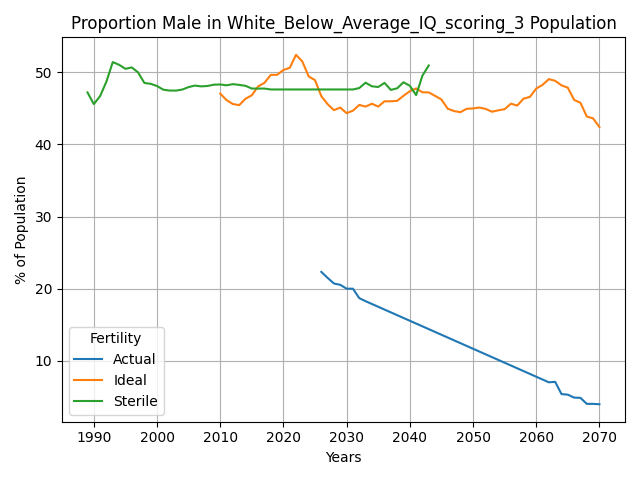 Proportion Male in White_Below_Average_IQ_scoring_3 Population
% of Population
50
40
30
20
10
Fertility
Actual
Ideal
Sterile
1990 2000 2010 2020 2030 2040 2050 2060 2070
Years